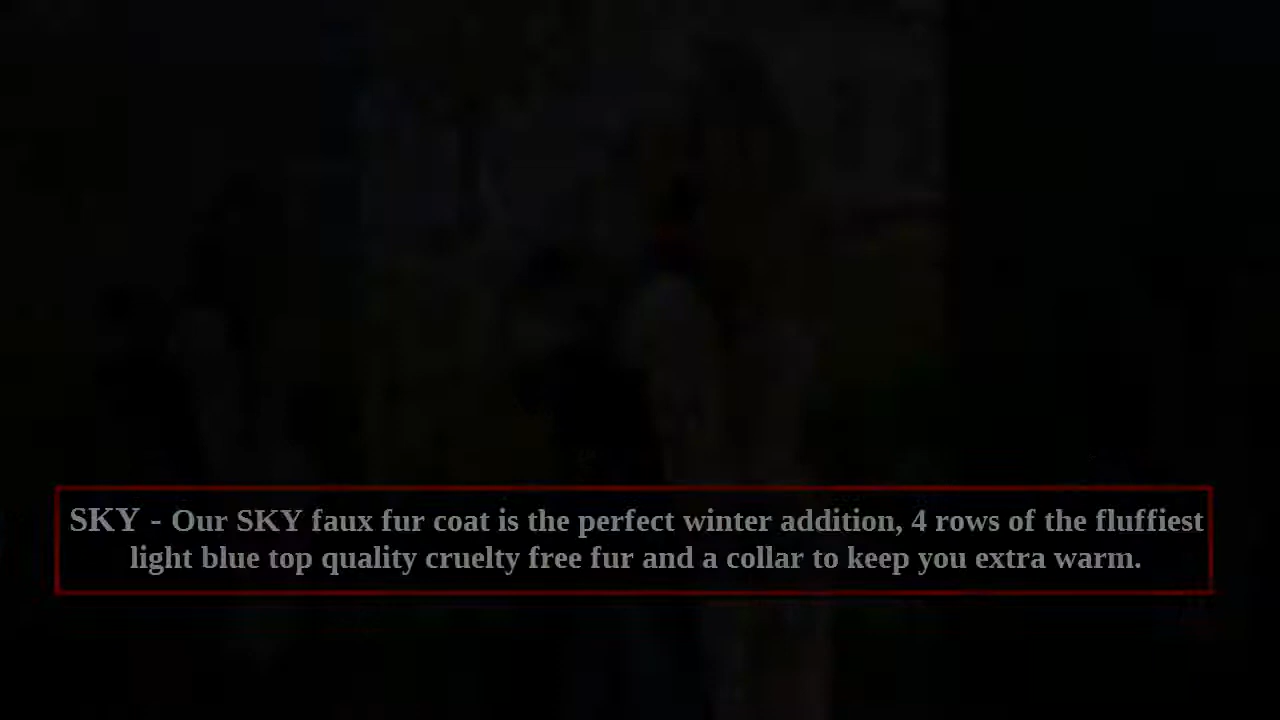 SKY - Our SKY faux fur coat is the perfect winter addition, 4 rows of the fluffiest
light blue top quality cruelty free fur and a collar to keep you extra warm.